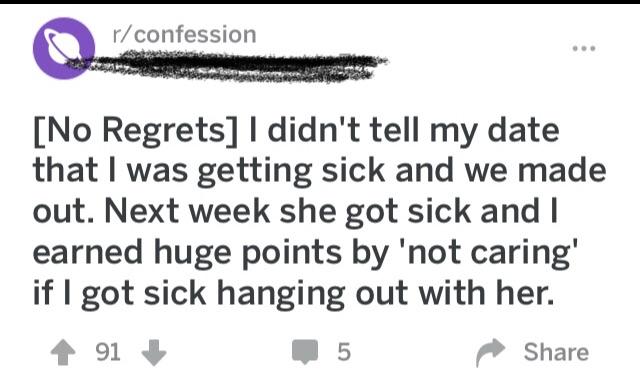 r/confession
[No Regrets] I didn't tell my date
that I was getting sick and we made
out. Next week she got sick and I
earned huge points by 'not caring'
if I got sick hanging out with her.
91 5 Share